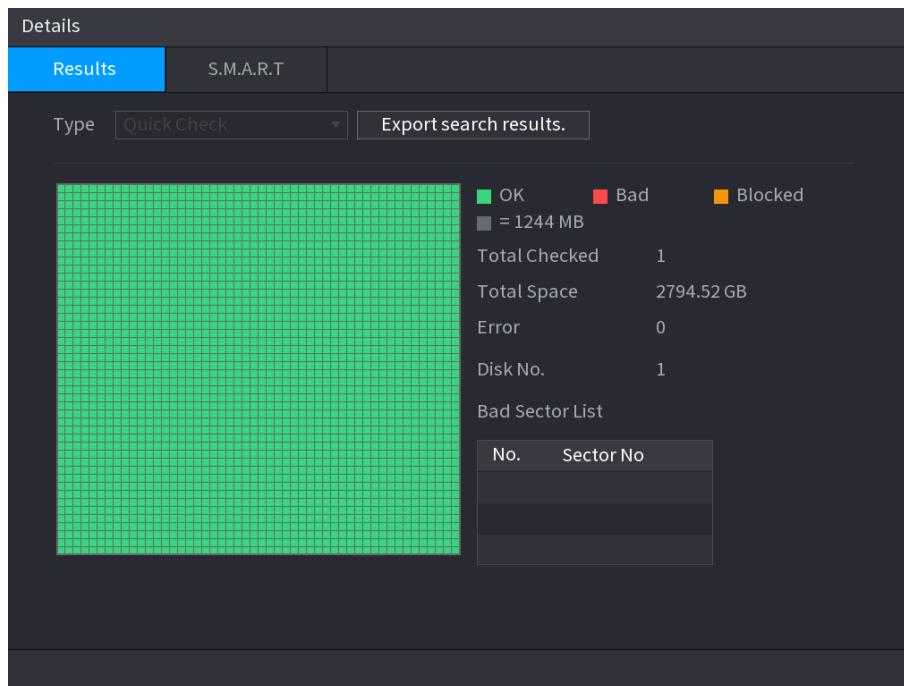 Details
Results S.M.A.R.T
Type Quick Check Export search results.
OK Bad Blocked
= 1244 MB
Total Checked 1
Total Space 2794.52 GB
Error 0
Disk No. 1
Bad Sector List
No. Sector No